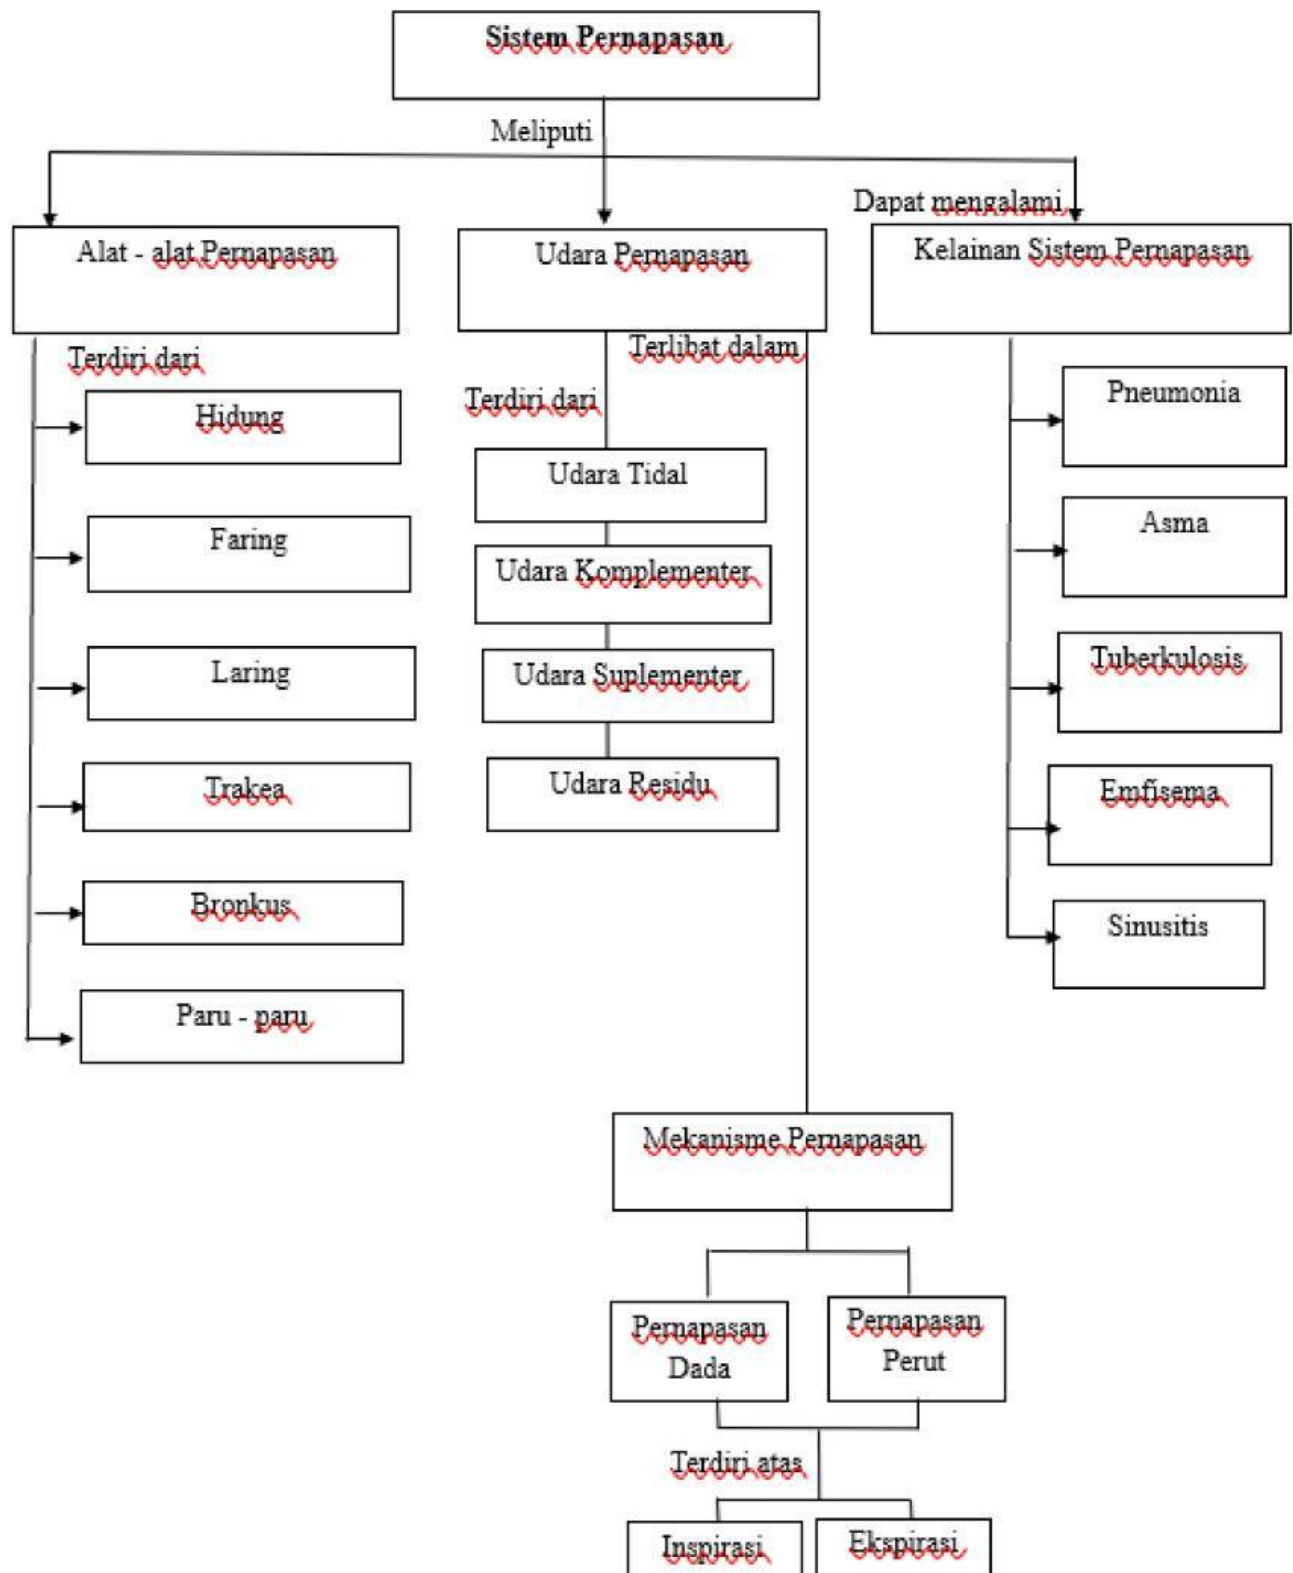 Sistem Pernapasan
Meliputi
Dapat mengalami
Alat - alat Pernapasan
Udara Pernapasan
Kelainan Sistem Pernapasan
Terdiri dari
Hidung
Faring
Laring
Trakea
Bronkus
Paru - paru
Terlibat dalam
Terdiri dari
Udara Tidal
Udara Komplementer
Udara Suplementer
Udara Residu
Pneumonia
Asma
Tuberkulosis
Emfisema
Sinusitis
Mekanisme Pernapasan
Pernapasan
Dada
Pernapasan
Perut
Terdiri atas
Inspirasi
Ekspirasi